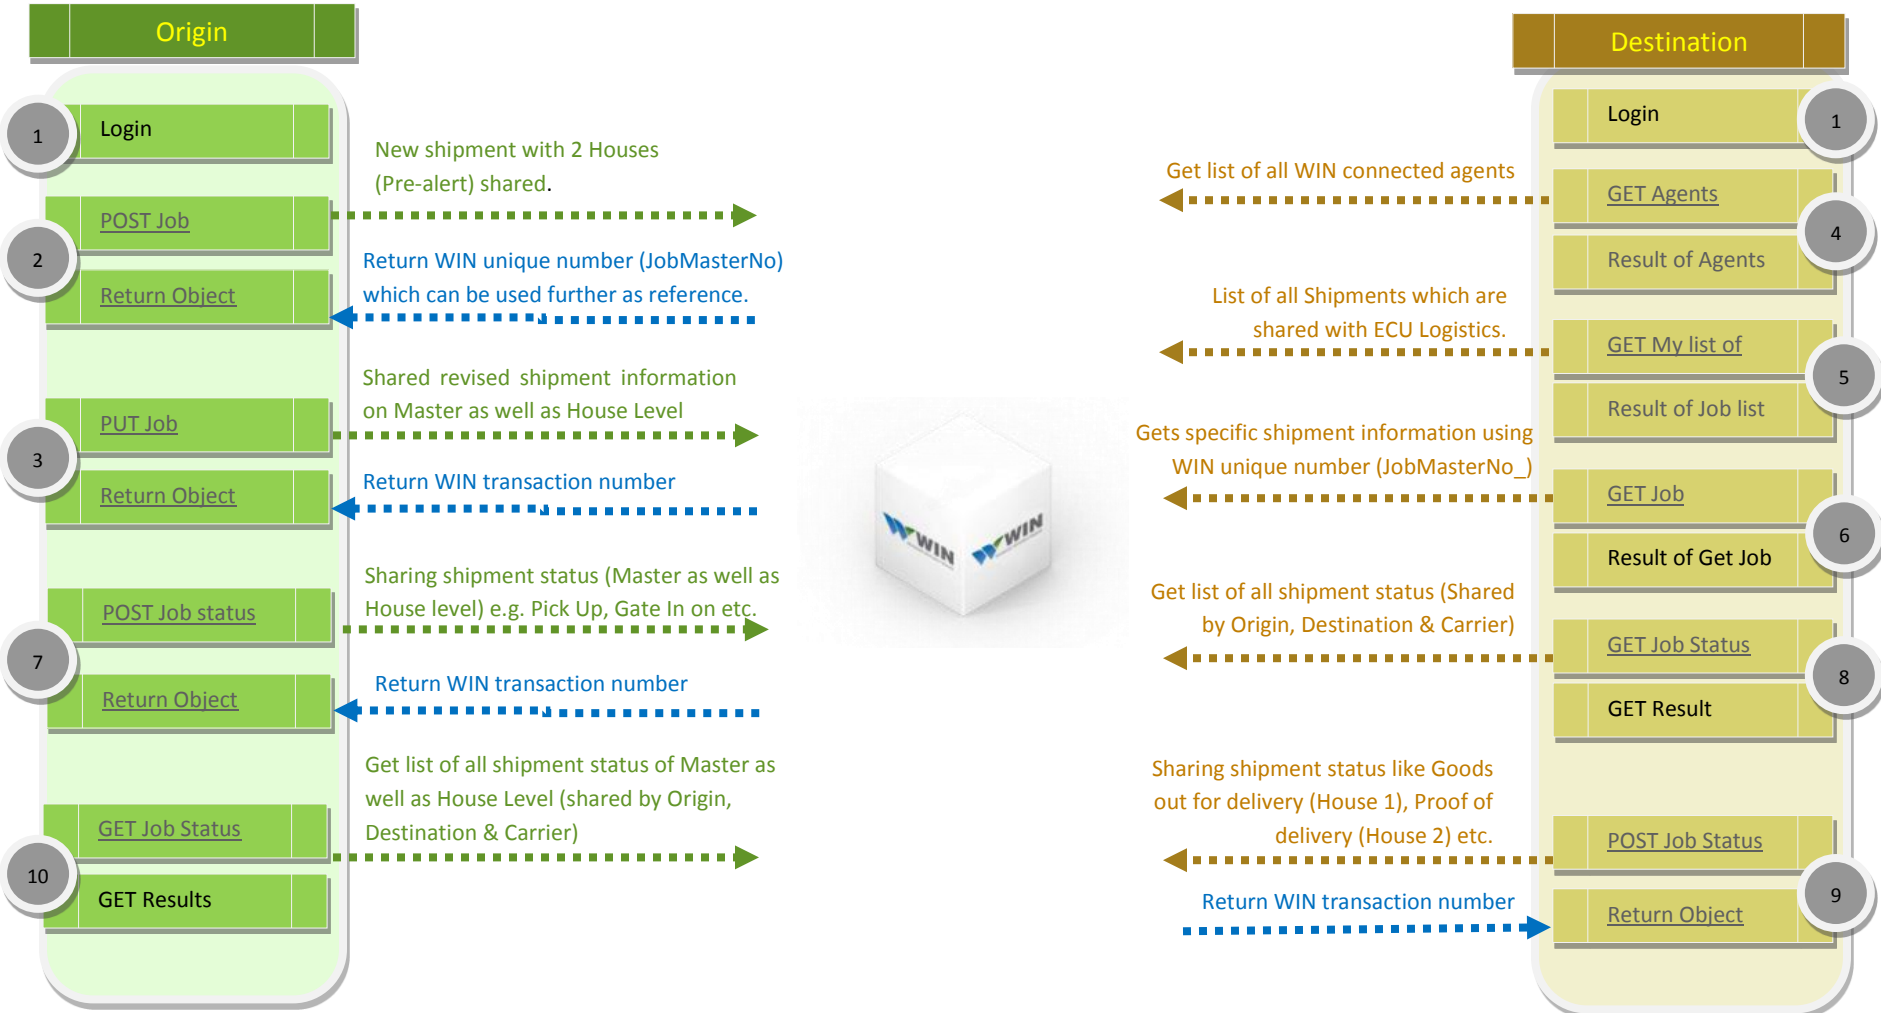 Origin
1
Login
New shipment with 2 Houses
(Pre-alert) shared.
POST Job
2
Return WIN unique number (JobMasterNo)
which can be used further as reference.
Return Object
Shared revised shipment information
on Master as well as House Level
PUT Job
3
Return WIN transaction number
Return Object
Sharing shipment status (Master as well as
House level) e.g. Pick Up, Gate In on etc.
POST Job status
7
Return WIN transaction number
Return Object
Get list of all shipment status of Master as
well as House Level (shared by Origin,
Destination & Carrier)
GET Job Status
10
GET Results
WIN
WIN
Destination
Login
1
Get list of all WIN connected agents
GET Agents
4
Result of Agents
List of all Shipments which are
shared with ECU Logistics.
GET My list of
5
Result of Job list
Gets specific shipment information using
WIN unique number (JobMasterNo_)
GET Job
6
Result of Get Job
Get list of all shipment status (Shared
by Origin, Destination & Carrier)
GET Job Status
8
GET Result
Sharing shipment status like Goods
out for delivery (House 1), Proof of
delivery (House 2) etc.
POST Job Status
9
Return WIN transaction number
Return Object